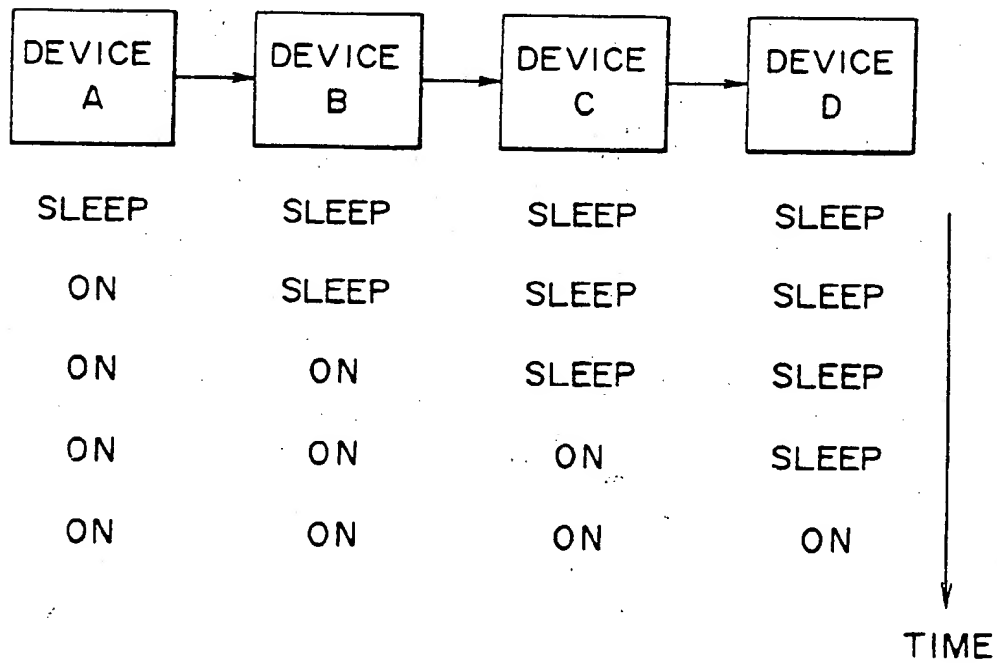 DEVICE A DEVICE B DEVICE C DEVICE D
SLEEP SLEEP SLEEP SLEEP
ON SLEEP SLEEP SLEEP
ON ON SLEEP SLEEP
ON ON ON SLEEP
ON ON ON ON
TIME